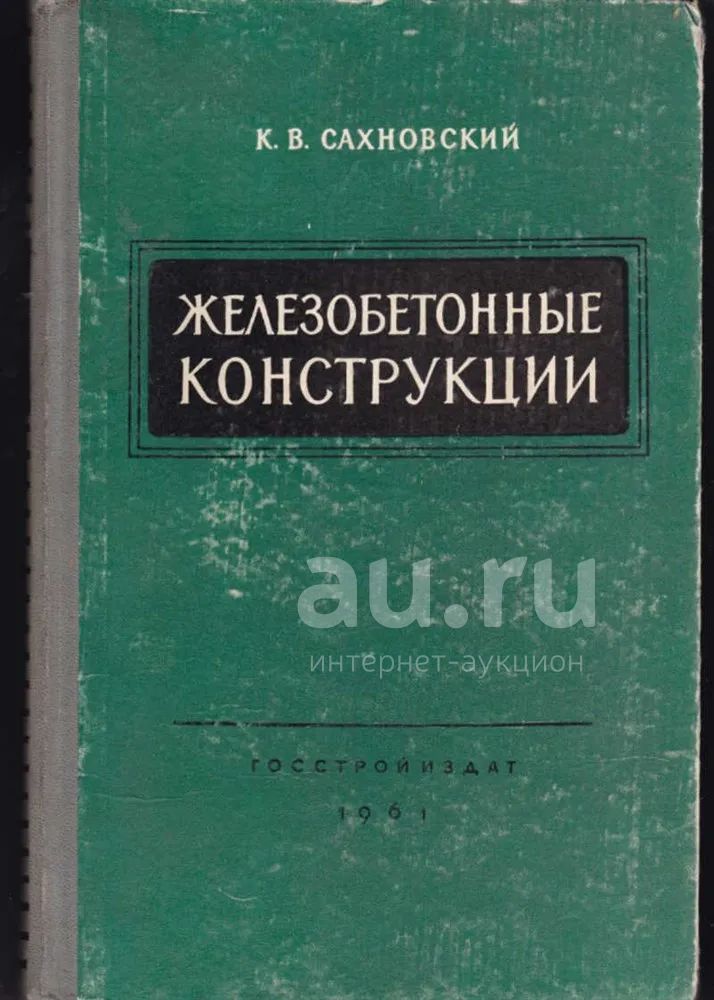 К. В. САХНОВСКИЙ
ЖЕЛЕЗОБЕТОННЫЕ
КОНСТРУКЦИИ
au.ru
интернет-аукцион
ГОССТРОЙИЗДАТ
1961